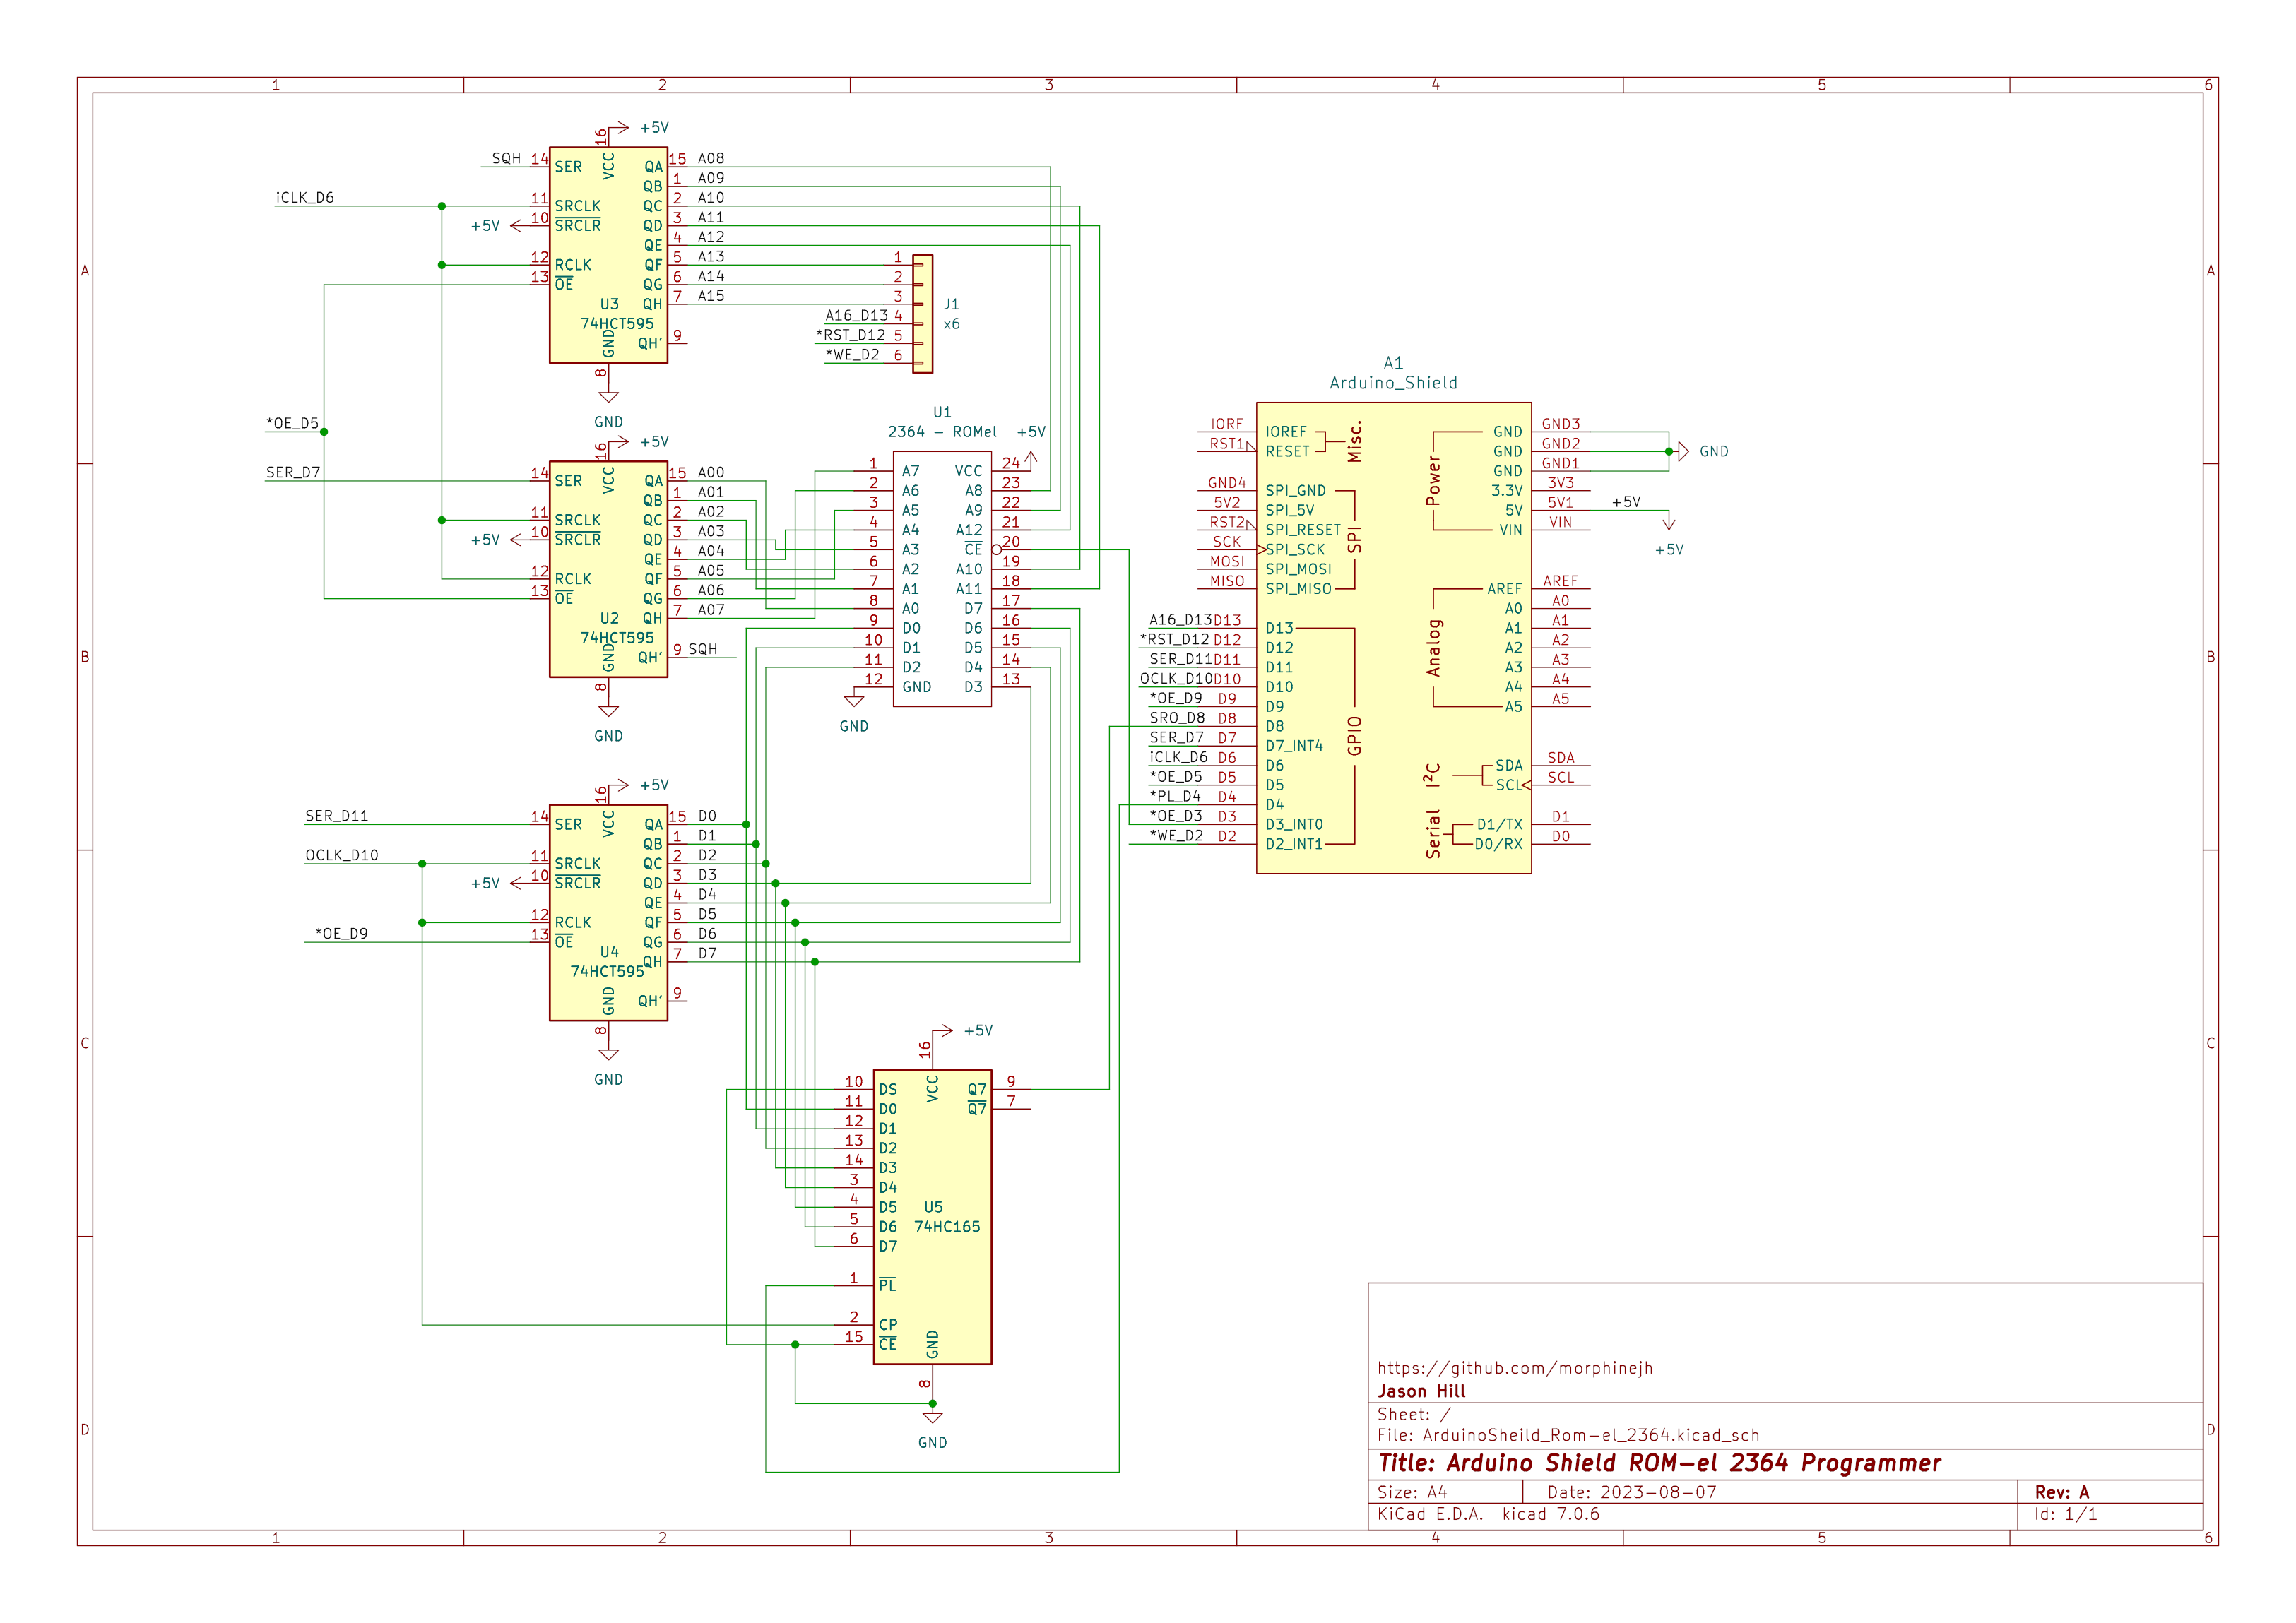 1 2 3 4 5 6
A A
B B
C C
D D
+5V
16
SQH 14 SER VCC QA 15 A08
QB 1 A09
iCLK_D6 11 SRCLK QC 2 A10
+5V 10 SRCLR QD 3 A11
QE 4 A12
12 RCLK QF 5 A13
13 OE QG 6 A14
U3 QH 7 A15
74HCT595
GND QH' 9
8
GND
1
2
3
A16_D13 4
*RST_D12 5
*WE_D2 6
J1
x6
*OE_D5
+5V
16
SER_D7 14 SER VCC QA 15 A00
QB 1 A01
11 SRCLK QC 2 A02
+5V 10 SRCLR QD 3 A03
QE 4 A04
12 RCLK QF 5 A05
13 OE QG 6 A06
U2 QH 7 A07
74HCT595
GND QH' 9 SQH
8
GND
U1
2364 - ROMel +5V
1 A7 VCC 24
2 A6 A8 23
3 A5 A9 22
4 A4 A12 21
5 A3 CE 20
6 A2 A10 19
7 A1 A11 18
8 A0 D7 17
9 D0 D6 16
10 D1 D5 15
11 D2 D4 14
12 GND D3 13
GND
+5V
16
SER_D11 14 SER VCC QA 15 D0
QB 1 D1
OCLK_D10 11 SRCLK QC 2 D2
+5V 10 SRCLR QD 3 D3
QE 4 D4
12 RCLK QF 5 D5
*OE_D9 13 OE QG 6 D6
U4 QH 7 D7
74HCT595
GND QH' 9
8
GND
+5V
16
10 DS VCC Q7 9
11 D0 Q7 7
12 D1
13 D2
14 D3
3 D4
4 D5
5 D6
6 D7
U5
74HC165
1 PL
2 CP
15 CE
GND
8
GND
A1
Arduino_Shield
IORF IOREF Misc. Power GND GND3
RST1 RESET GND GND2 GND
GND GND1
GND4 SPI_GND 3.3V 3V3
5V2 SPI_5V 5V 5V1 +5V
RST2 SPI_RESET SPI VIN VIN
+5V
SCK SPI_SCK
MOSI SPI_MOSI
MISO SPI_MISO AREF AREF
Analog A0 A0
A16_D13 D13 D13 A1 A1
*RST_D12 D12 D12 A2 A2
SER_D11 D11 D11 A3 A3
OCLK_D10 D10 D10 A4 A4
*OE_D9 D9 D9 A5 A5
SRO_D8 D8 D8 GPIO
SER_D7 D7 D7_INT4
iCLK_D6 D6 D6 I²C SDA SDA
*OE_D5 D5 D5 SCL SCL
*PL_D4 D4 D4 Serial
*OE_D3 D3 D3_INT0 D1/TX D1
*WE_D2 D2 D2_INT1 D0/RX D0
https://github.com/morphinejh
Jason Hill
Sheet: /
File: ArduinoSheild_Rom-el_2364.kicad_sch
Title: Arduino Shield ROM-el 2364 Programmer
Size: A4 Date: 2023-08-07 Rev: A
KiCad E.D.A. kicad 7.0.6 Id: 1/1
1 2 3 4 5 6